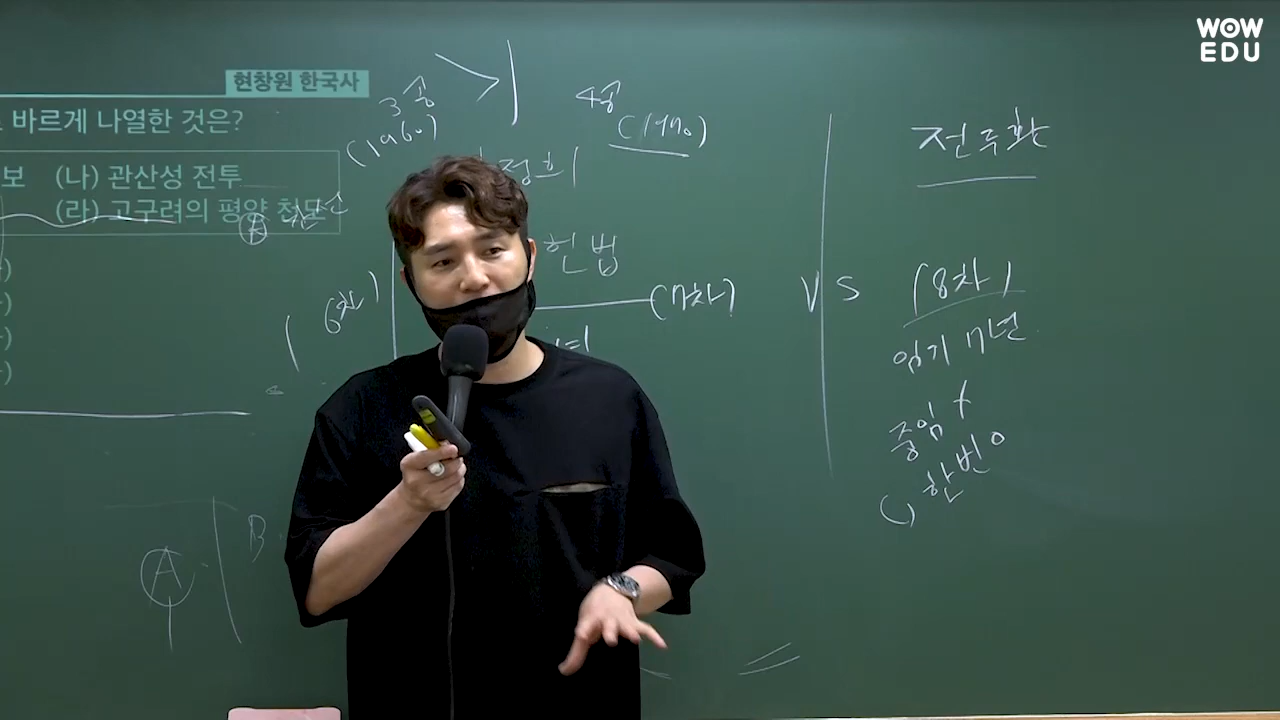 WOW
EDU
현창원 한국사
바르게 나열한 것은?
보 (나) 관산성 전투
(라) 고구려의 평양 천도
3공
(1960)
4공
(1970)
정희
헌법
(6차)
(7차)
VS
전두환
(8차)
임기 7년
중임 X
한번 O
A
B